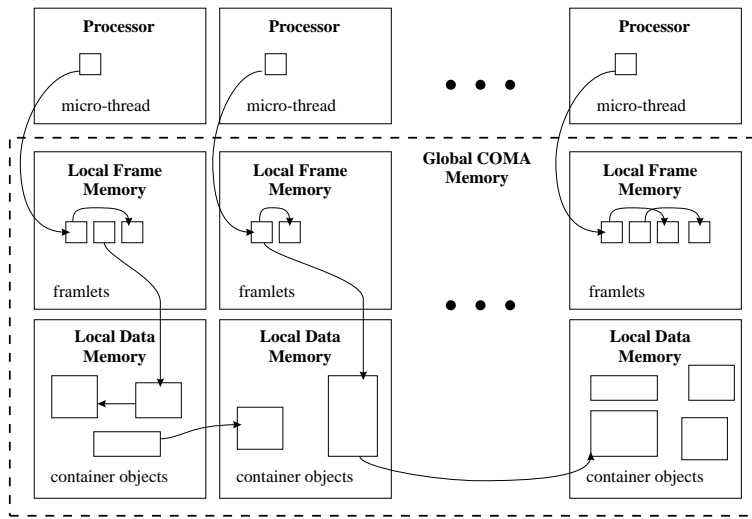 Processor
micro-thread
Processor
micro-thread
Processor
micro-thread
Global COMA
Memory
Local Frame
Memory
framlets
Local Frame
Memory
framlets
Local Frame
Memory
framlets
Local Data
Memory
container objects
Local Data
Memory
container objects
Local Data
Memory
container objects